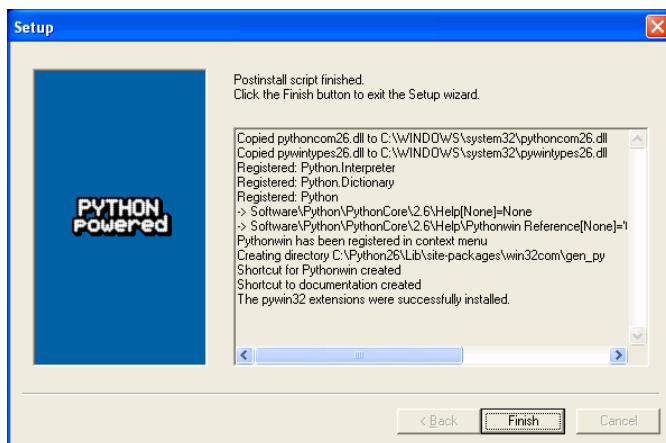 Setup
Postinstall script finished.
Click the Finish button to exit the Setup wizard.
Copied pythoncom26.dll to C:\WINDOWS\system32\pythoncom26.dll
Copied pywintypes26.dll to C:\WINDOWS\system32\pywintypes26.dll
Registered: Python.Interpreter
Registered: Python.Dictionary
Registered: Python
-> Software\Python\PythonCore\2.6\Help[None]=None
-> Software\Python\PythonCore\2.6\Help\Pythonwin Reference[None]='
Pythonwin has been registered in context menu
Creating directory C:\Python26\Lib\site-packages\win32com\gen_py
Shortcut for Pythonwin created
Shortcut to documentation created
The pywin32 extensions were successfully installed.
PYTHON
Powered
< Back
Finish
Cancel